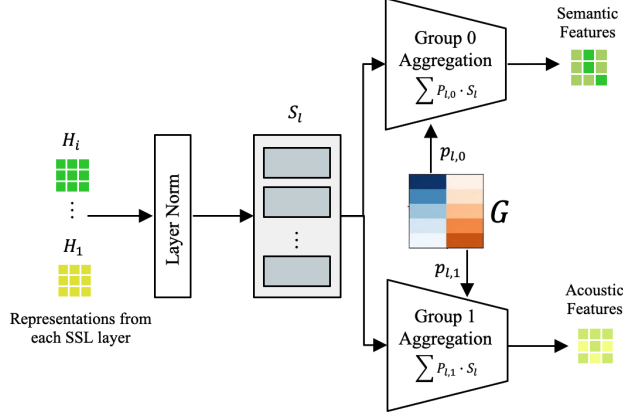 Semantic
Features
Group 0
Aggregation
∑ P_{l,0} · S_l
S_l
H_i
⋮
H_1
Layer Norm
⋮
p_{l,0}
G
p_{l,1}
Representations from
each SSL layer
Group 1
Aggregation
∑ P_{l,1} · S_l
Acoustic
Features